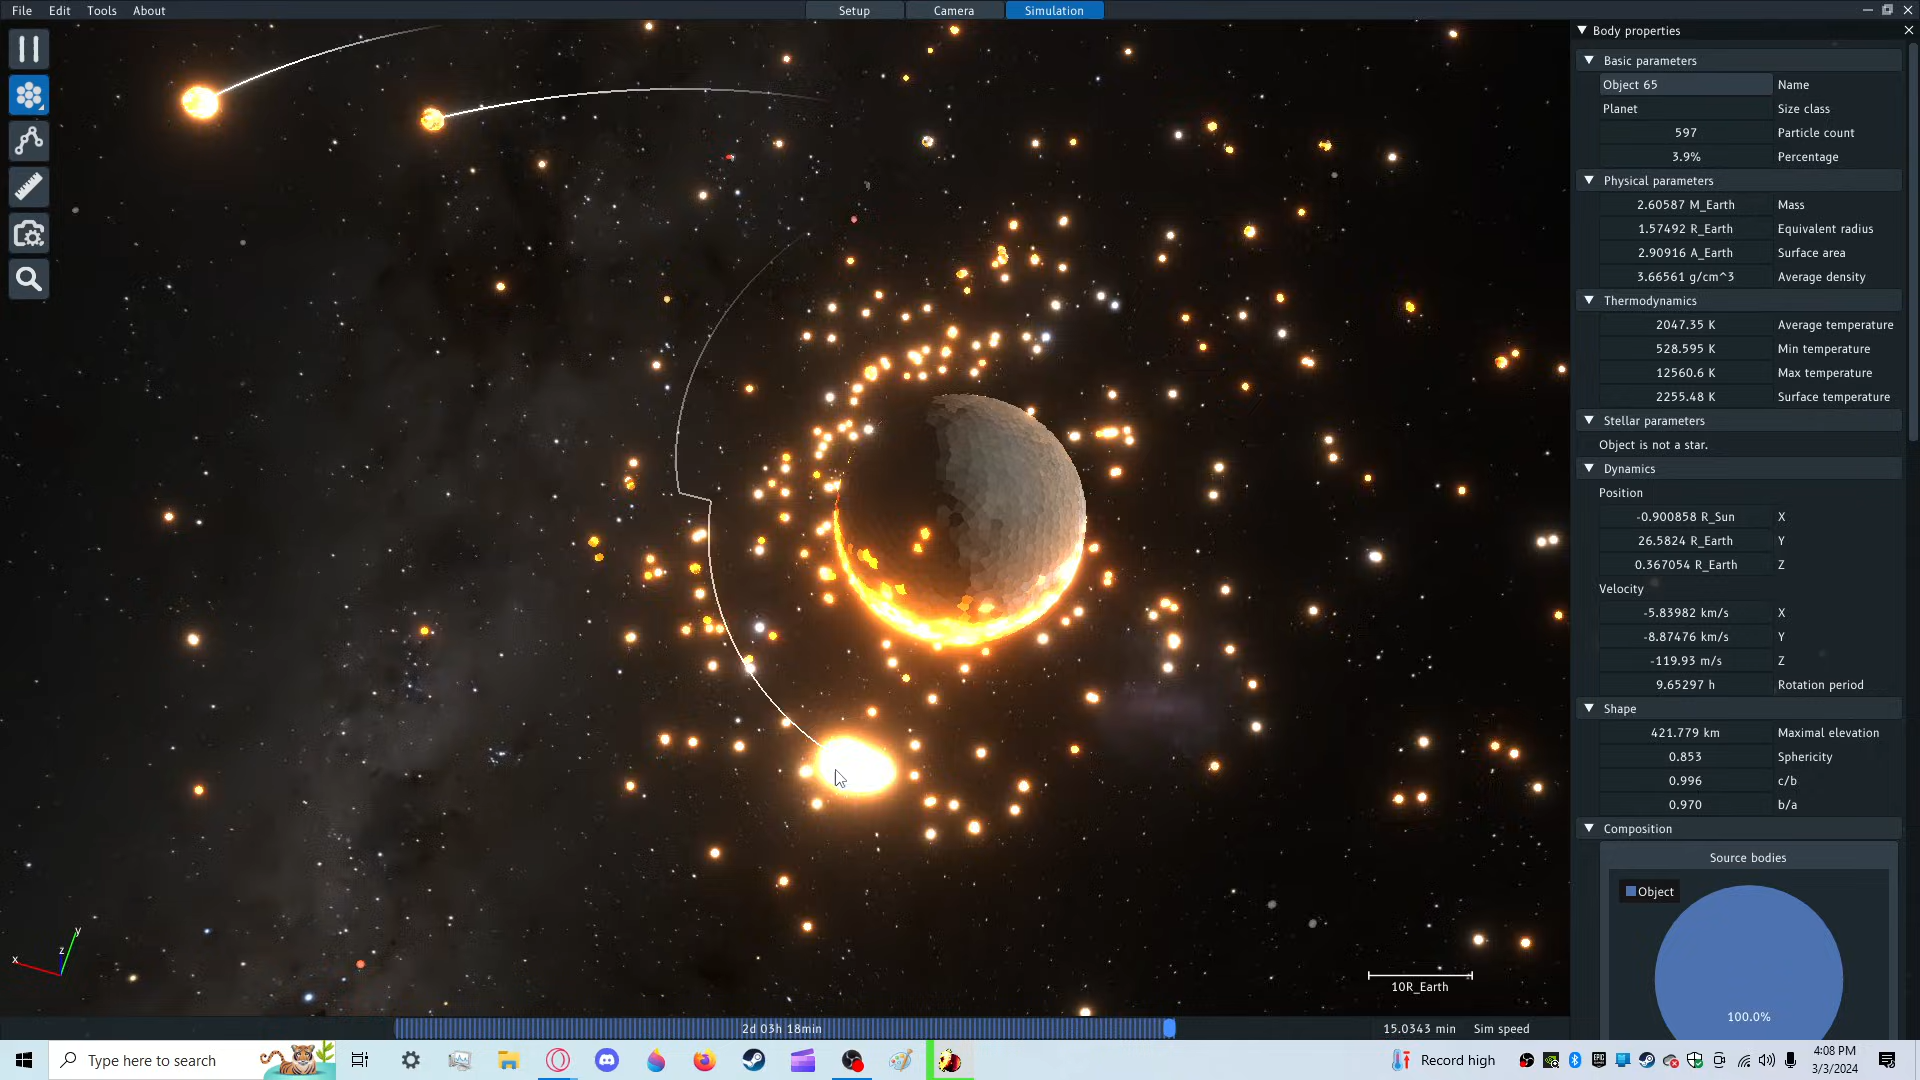 File Edit Tools About
Setup Camera Simulation
Body properties
Basic parameters
Object 65 Name
Planet Size class
597 Particle count
3.9% Percentage
Physical parameters
2.60587 M_Earth Mass
1.57492 R_Earth Equivalent radius
2.90916 A_Earth Surface area
3.66561 g/cm^3 Average density
Thermodynamics
2047.35 K Average temperature
528.595 K Min temperature
12560.6 K Max temperature
2255.48 K Surface temperature
Stellar parameters
Object is not a star.
Dynamics
Position
-0.900858 R_Sun X
26.5824 R_Earth Y
0.367054 R_Earth Z
Velocity
-5.83982 km/s X
-8.87476 km/s Y
-119.93 m/s Z
9.65297 h Rotation period
Shape
421.779 km Maximal elevation
0.853 Sphericity
0.996 c/b
0.970 b/a
Composition
Source bodies
Object
100.0%
x y z
10R_Earth
2d 03h 18min
15.0343 min Sim speed
Type here to search
Record high
4:08 PM
3/3/2024